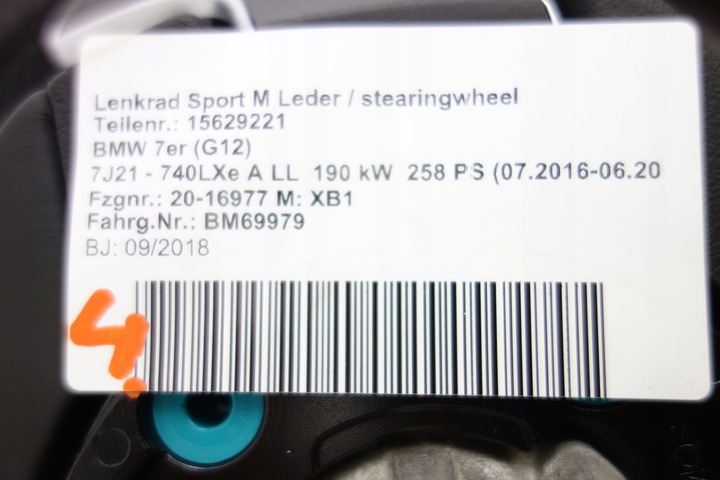 Lenkrad Sport M Leder / stearingwheel
Teilenr.: 15629221
BMW 7er (G12)
7J21 - 740LXe A LL 190 kW 258 PS (07.2016-06.20
Fzgnr.: 20-16977 M: XB1
Fahrg.Nr.: BM69979
BJ: 09/2018
4.